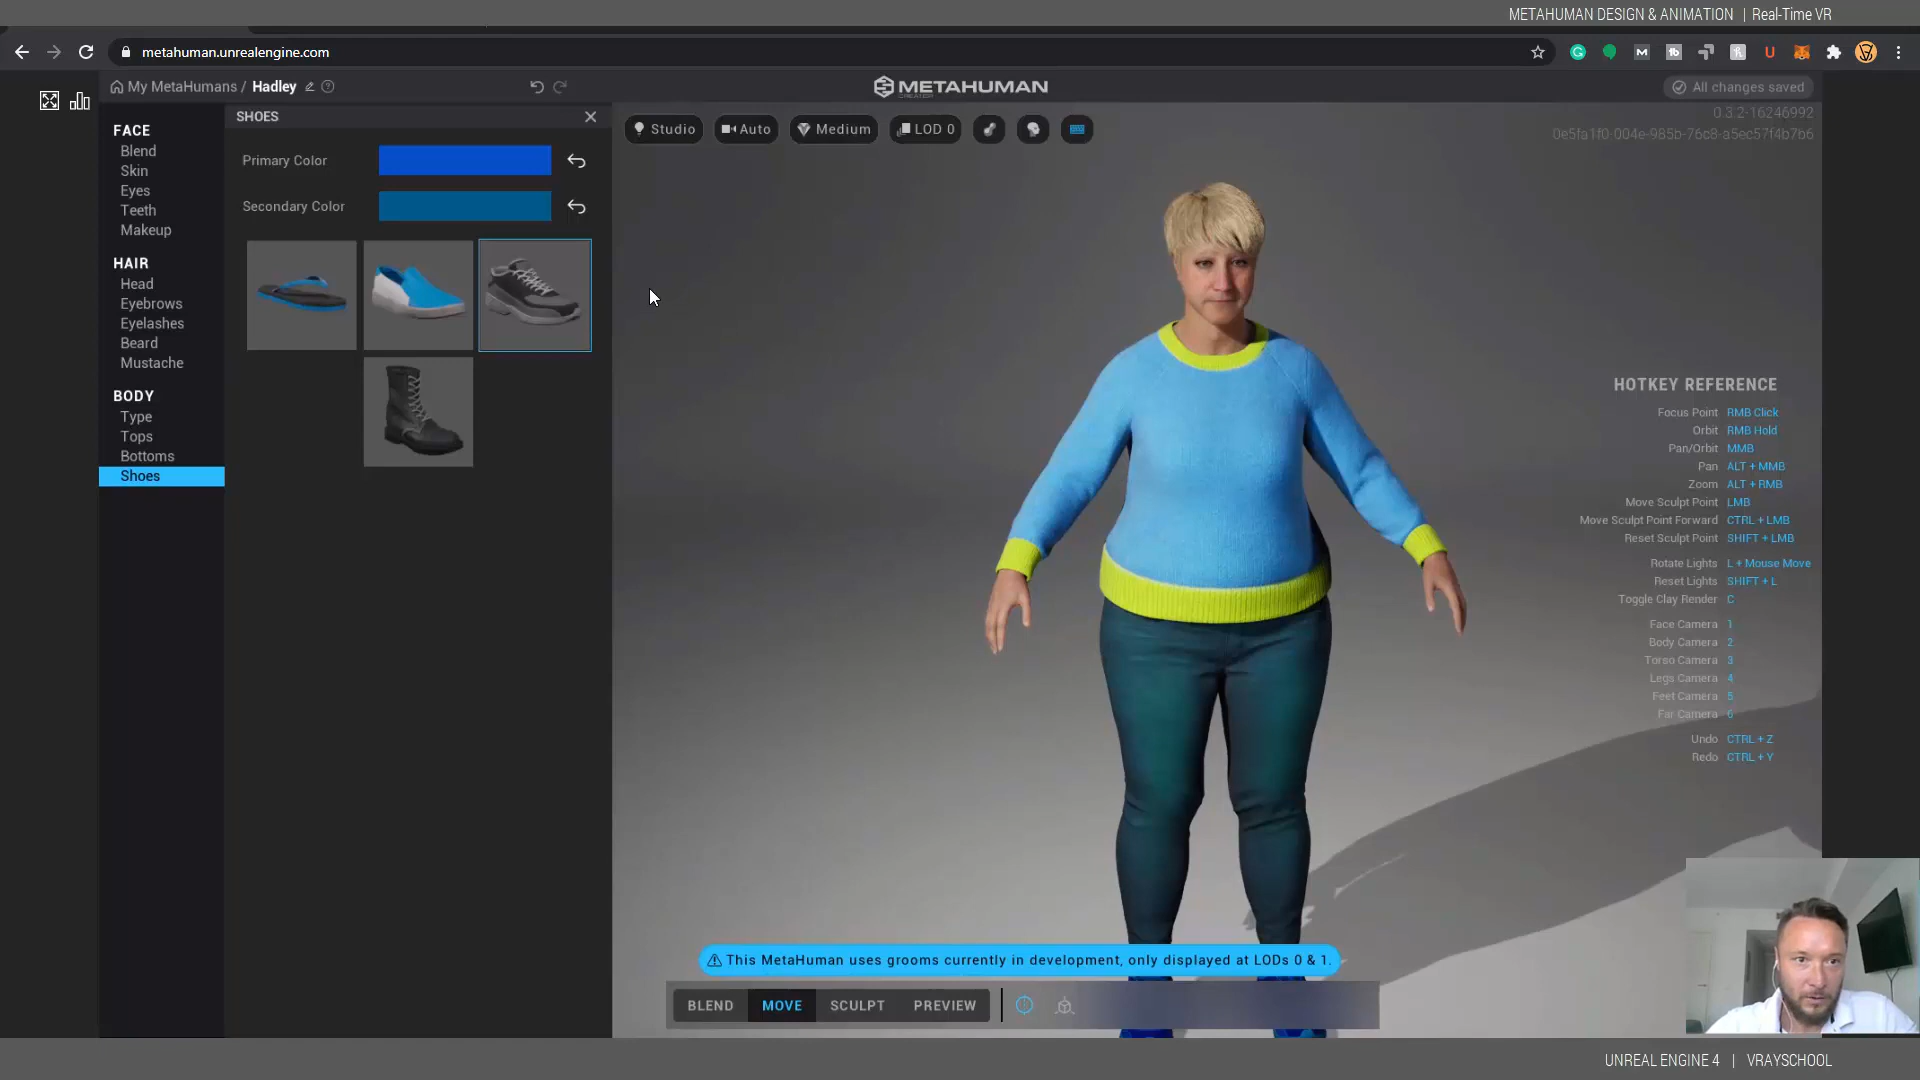 METAHUMAN DESIGN & ANIMATION | Real-Time VR
metahuman.unrealengine.com
My MetaHumans / Hadley
METAHUMAN
CREATOR
All changes saved
FACE
Blend
Skin
Eyes
Teeth
Makeup
HAIR
Head
Eyebrows
Eyelashes
Beard
Mustache
BODY
Type
Tops
Bottoms
Shoes
SHOES
Primary Color
Secondary Color
Studio
Auto
Medium
LOD 0
0.3.2-16246992
0e5fa1f0-004e-985b-76c8-a5ec57f4b7b6
HOTKEY REFERENCE
Focus Point RMB Click
Orbit RMB Hold
Pan/Orbit MMB
Pan ALT + MMB
Zoom ALT + RMB
Move Sculpt Point LMB
Move Sculpt Point Forward CTRL + LMB
Reset Sculpt Point SHIFT + LMB
Rotate Lights L + Mouse Move
Reset Lights SHIFT + L
Toggle Clay Render C
Face Camera 1
Body Camera 2
Torso Camera 3
Legs Camera 4
Feet Camera 5
Far Camera 6
Undo CTRL + Z
Redo CTRL + Y
This MetaHuman uses grooms currently in development, only displayed at LODs 0 & 1.
BLEND MOVE SCULPT PREVIEW
UNREAL ENGINE 4 | VRAYSCHOOL